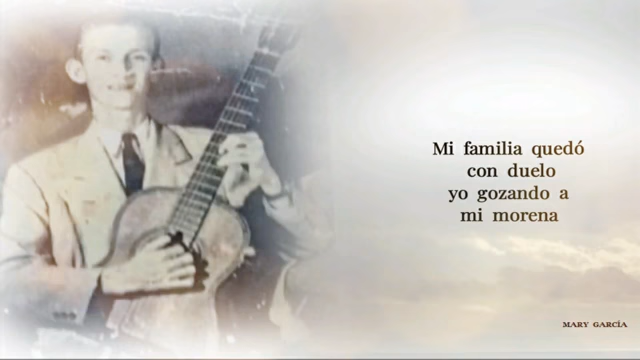 Mi familia quedó
con duelo
yo gozando a
mi morena
MARY GARCÍA